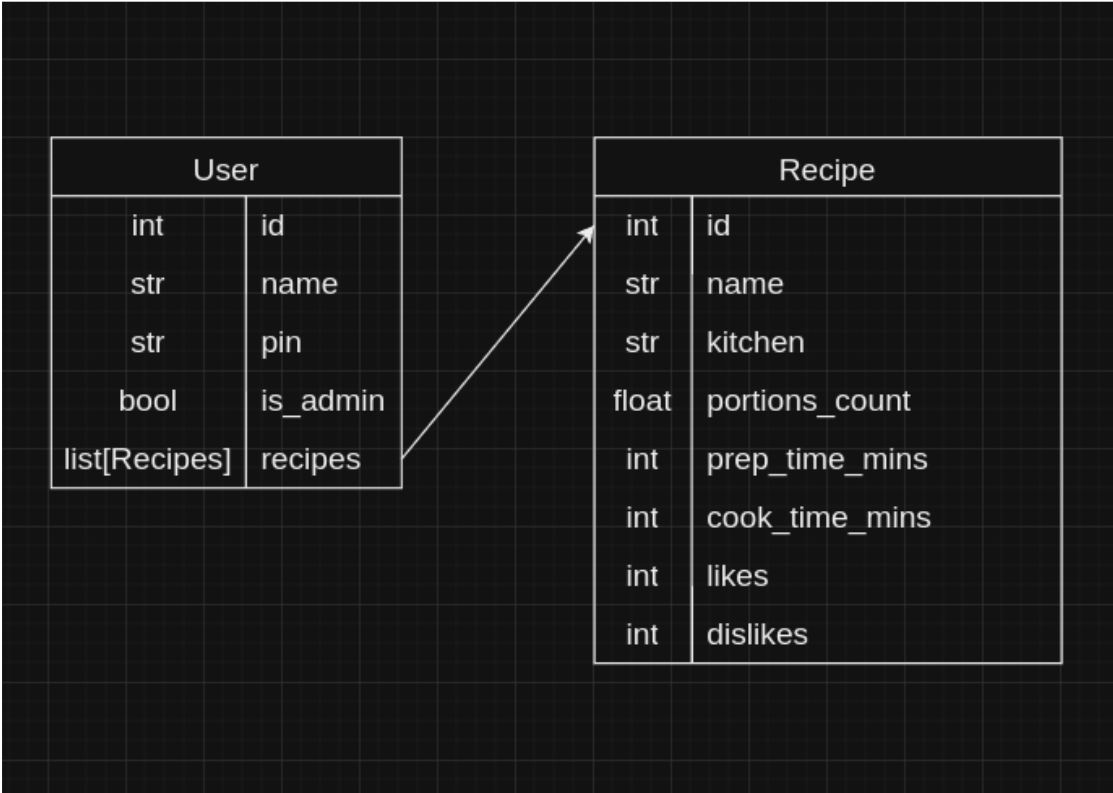 User
int id
str name
str pin
bool is_admin
list[Recipes] recipes
Recipe
int id
str name
str kitchen
float portions_count
int prep_time_mins
int cook_time_mins
int likes
int dislikes